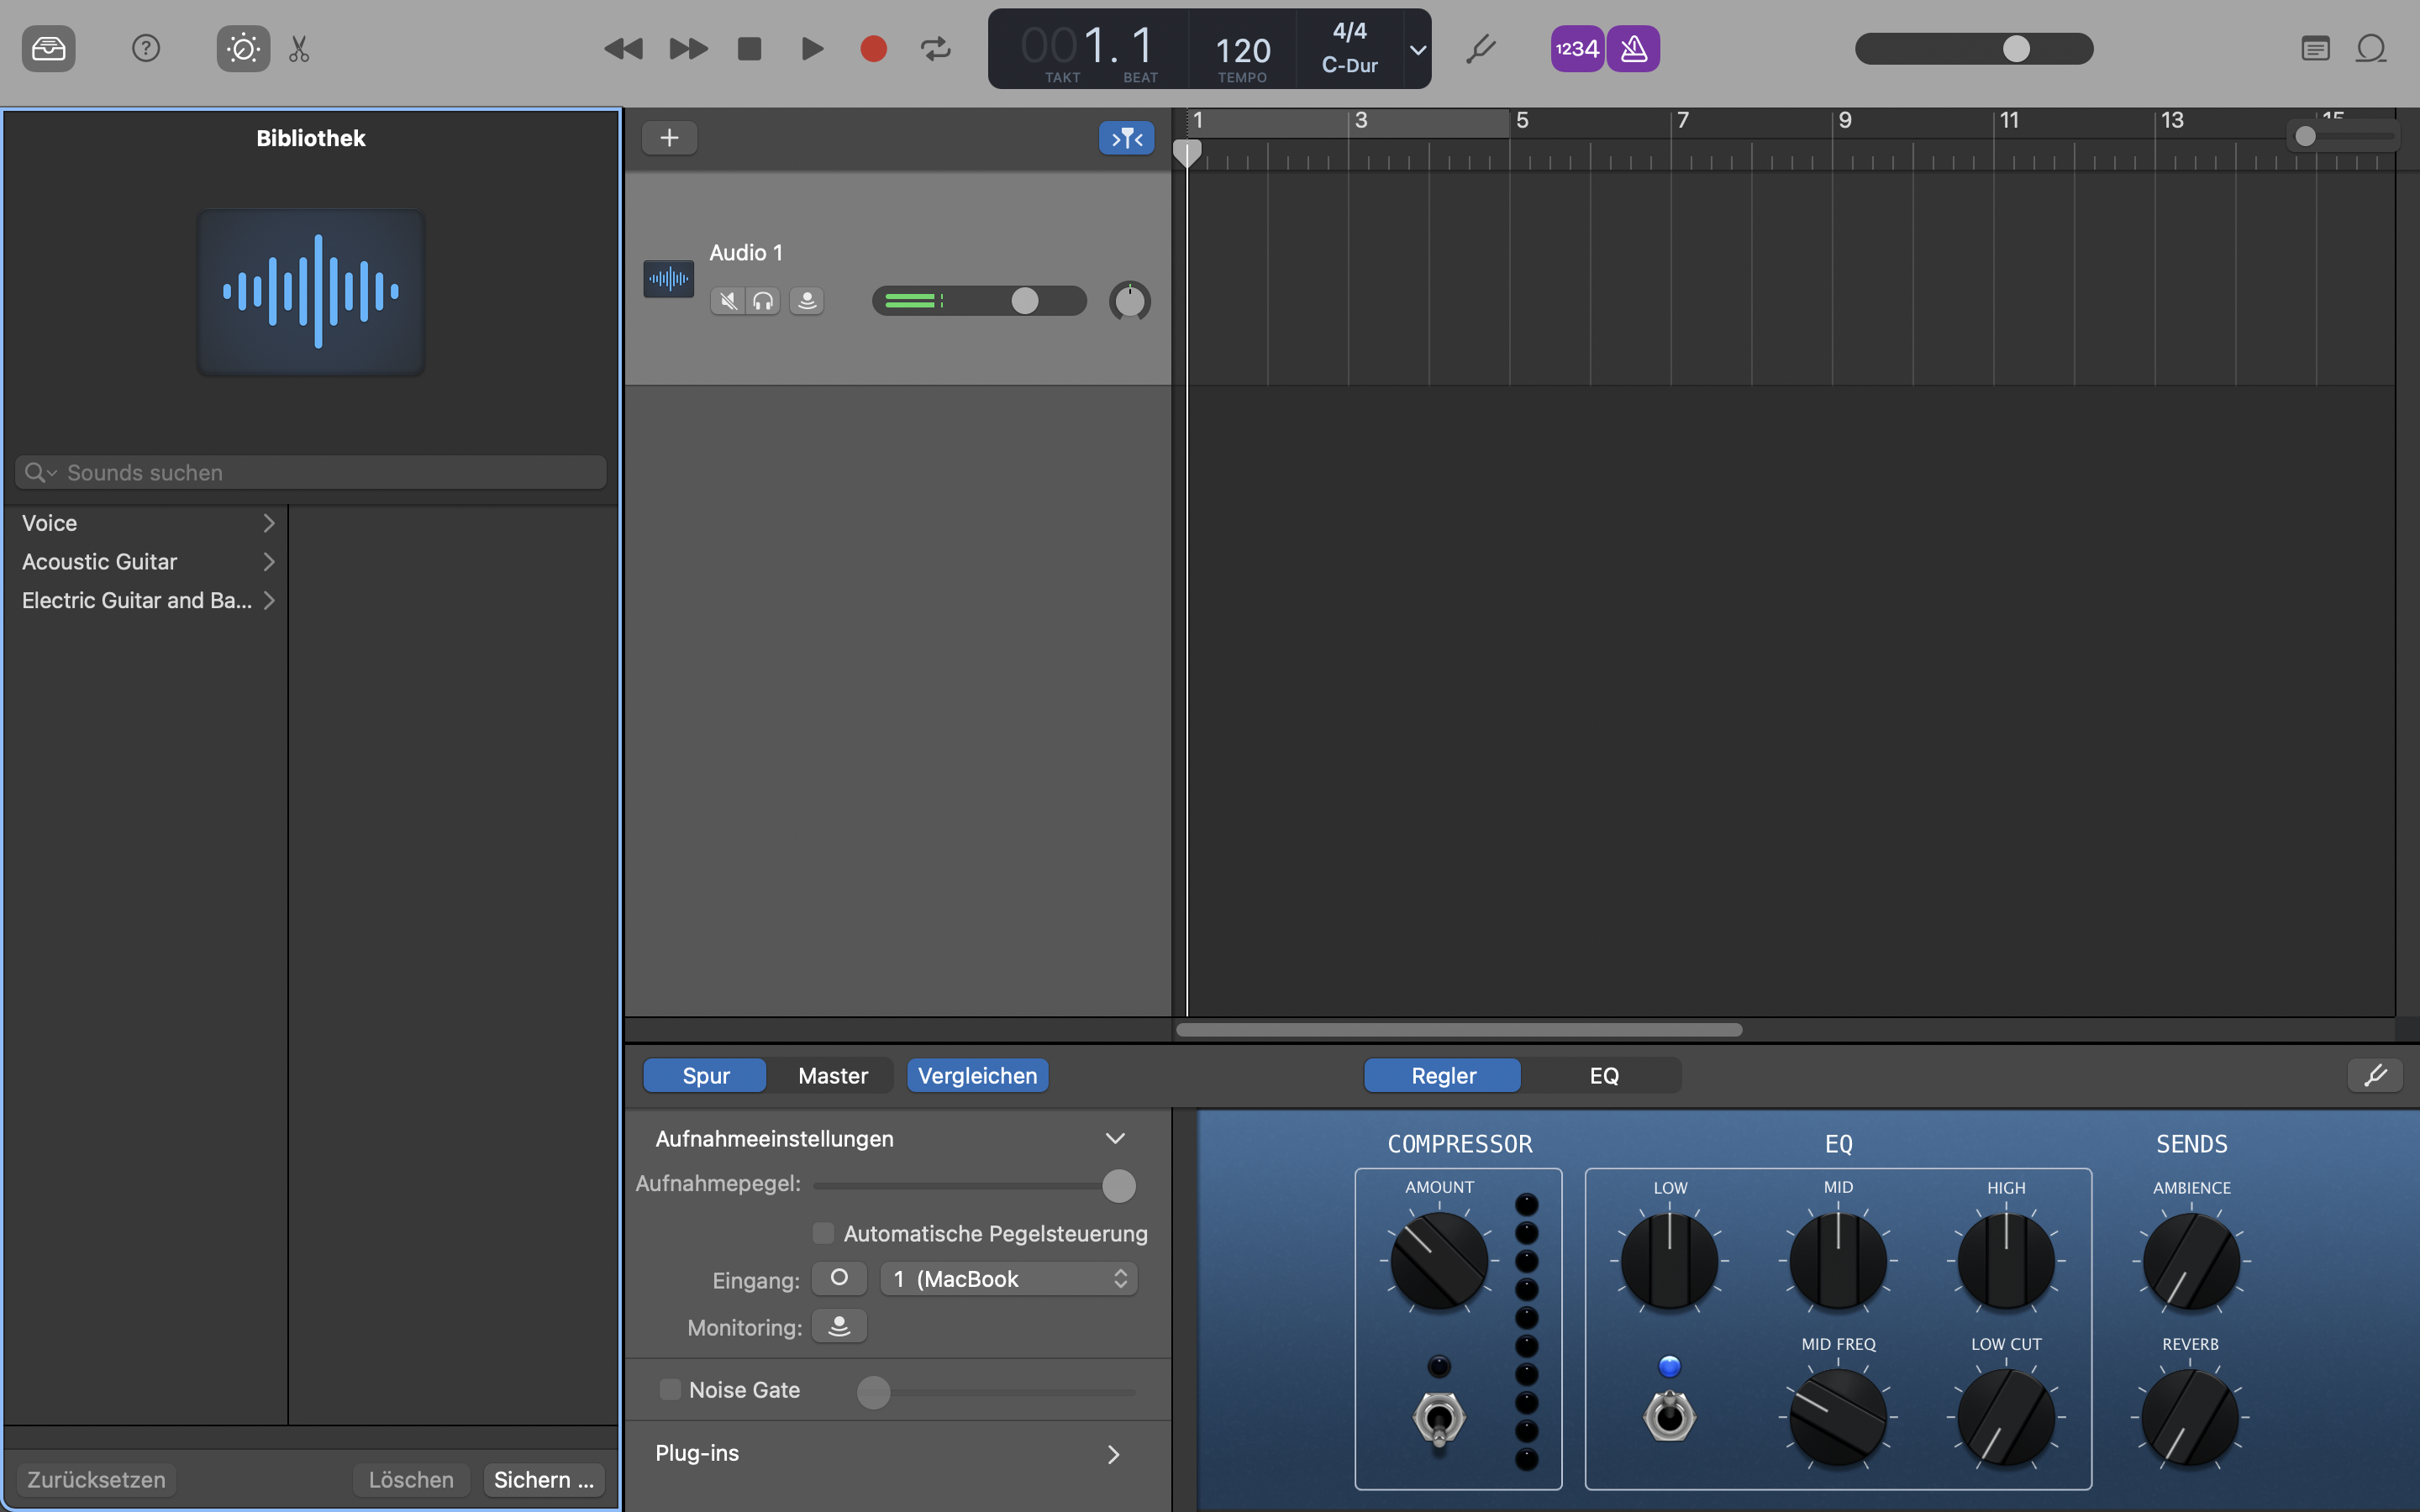 1234
001. 1
TAKT BEAT
120
TEMPO
4/4
C-Dur
Bibliothek
1 3 5 7 9 11 13 15
Audio 1
Sounds suchen
Voice
Acoustic Guitar
Electric Guitar and Ba...
Spur Master Vergleichen Regler EQ
Aufnahmeeinstellungen
Aufnahmepegel:
Automatische Pegelsteuerung
Eingang: 1 (MacBook
Monitoring:
Noise Gate
Plug-ins
COMPRESSOR EQ SENDS
AMOUNT LOW MID HIGH AMBIENCE
MID FREQ LOW CUT REVERB
Zurücksetzen Löschen Sichern ...